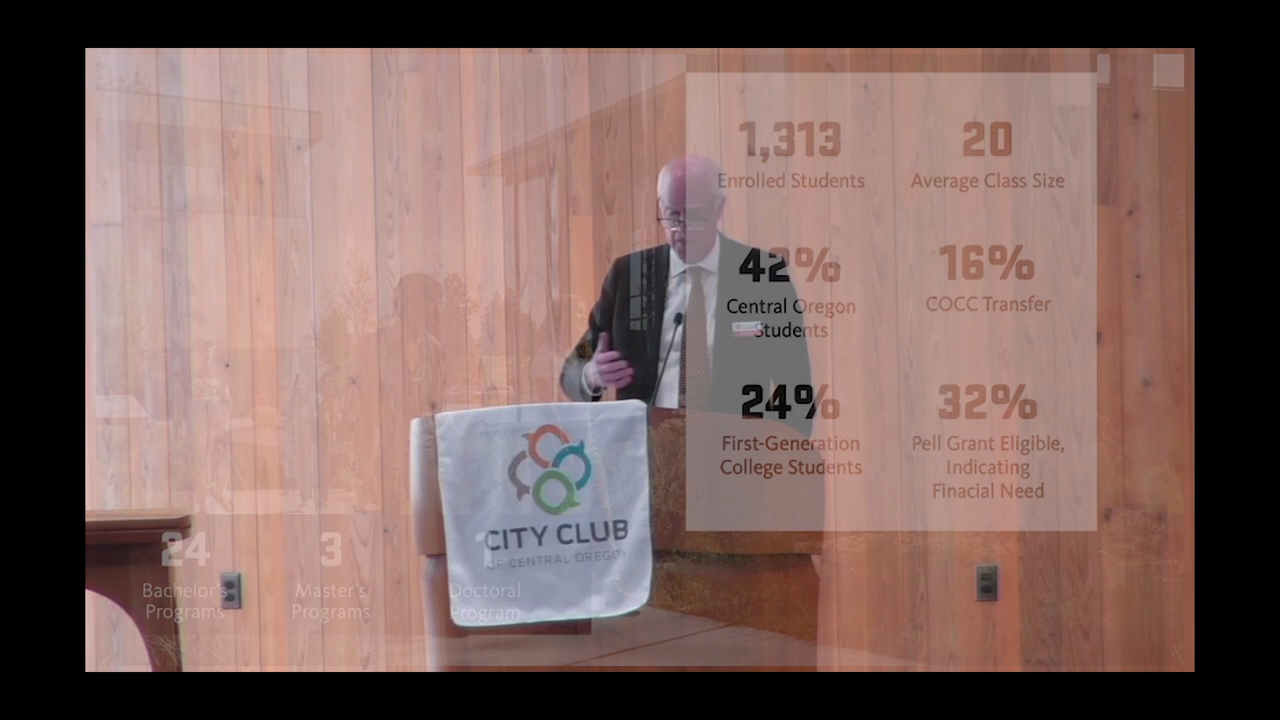 1,313
Enrolled Students
20
Average Class Size
42%
Central Oregon
Students
16%
COCC Transfer
24%
First-Generation
College Students
32%
Pell Grant Eligible,
Indicating
Finacial Need
CITY CLUB
OF CENTRAL OREGON
24
Bachelor's
Programs
3
Master's
Programs
1
Doctoral
Program